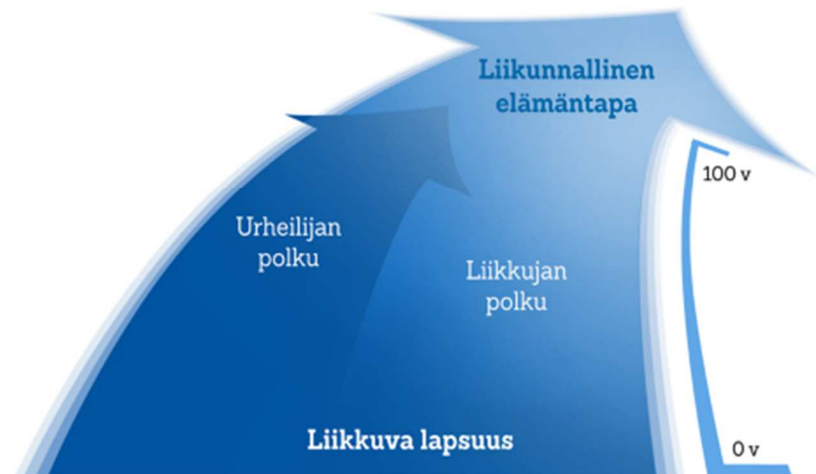 Liikunnallinen
elämäntapa
100 v
Urheilijan
polku
Liikkujan
polku
Liikkuva lapsuus
0 v